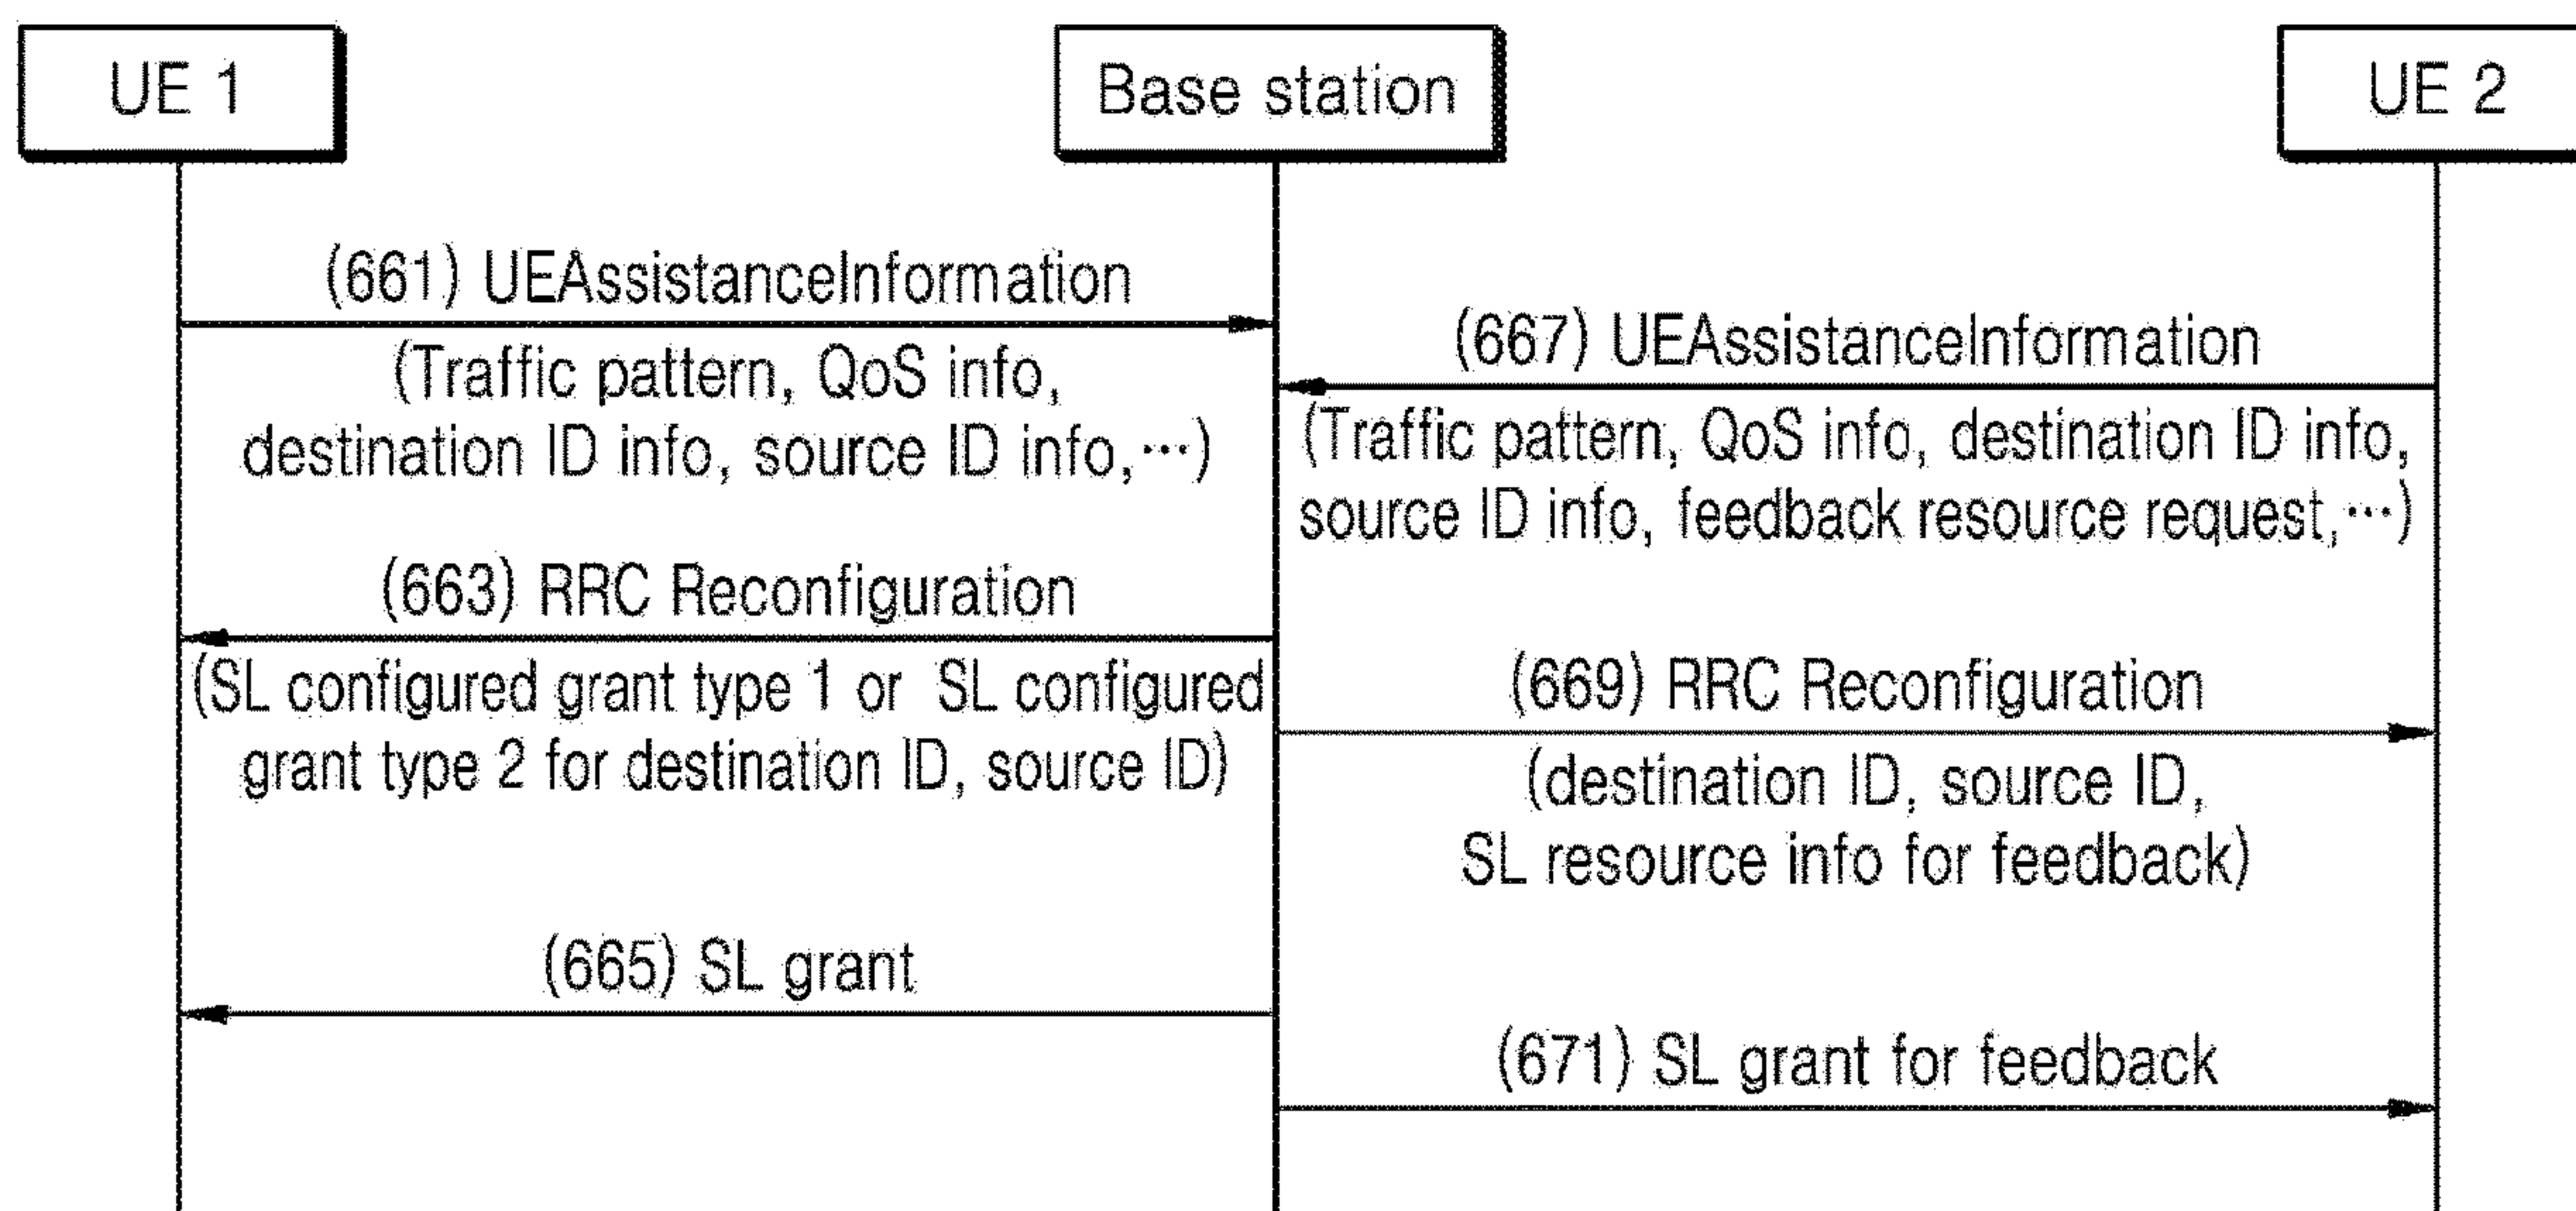 UE 1
Base station
UE 2
(661) UEAssistanceInformation
(Traffic pattern, QoS info,
destination ID info, source ID info,···)
(667) UEAssistanceInformation
(Traffic pattern, QoS info, destination ID info,
source ID info, feedback resource request,···)
(663) RRC Reconfiguration
(SL configured grant type 1 or SL configured
grant type 2 for destination ID, source ID)
(669) RRC Reconfiguration
(destination ID, source ID,
SL resource info for feedback)
(665) SL grant
(671) SL grant for feedback